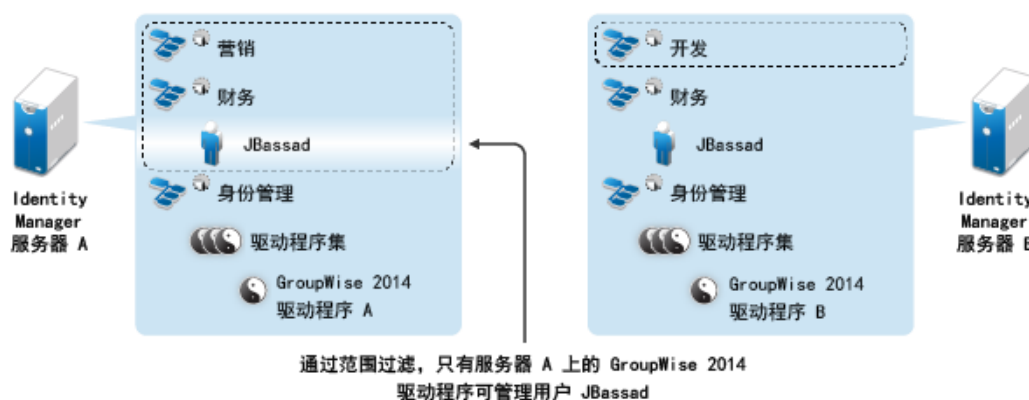 营销
财务
JBassad
身份管理
驱动程序集
GroupWise 2014
驱动程序 A
Identity
Manager
服务器 A
开发
财务
JBassad
身份管理
驱动程序集
GroupWise 2014
驱动程序 B
Identity
Manager
服务器 B
通过范围过滤，只有服务器 A 上的 GroupWise 2014
驱动程序可管理用户 JBassad